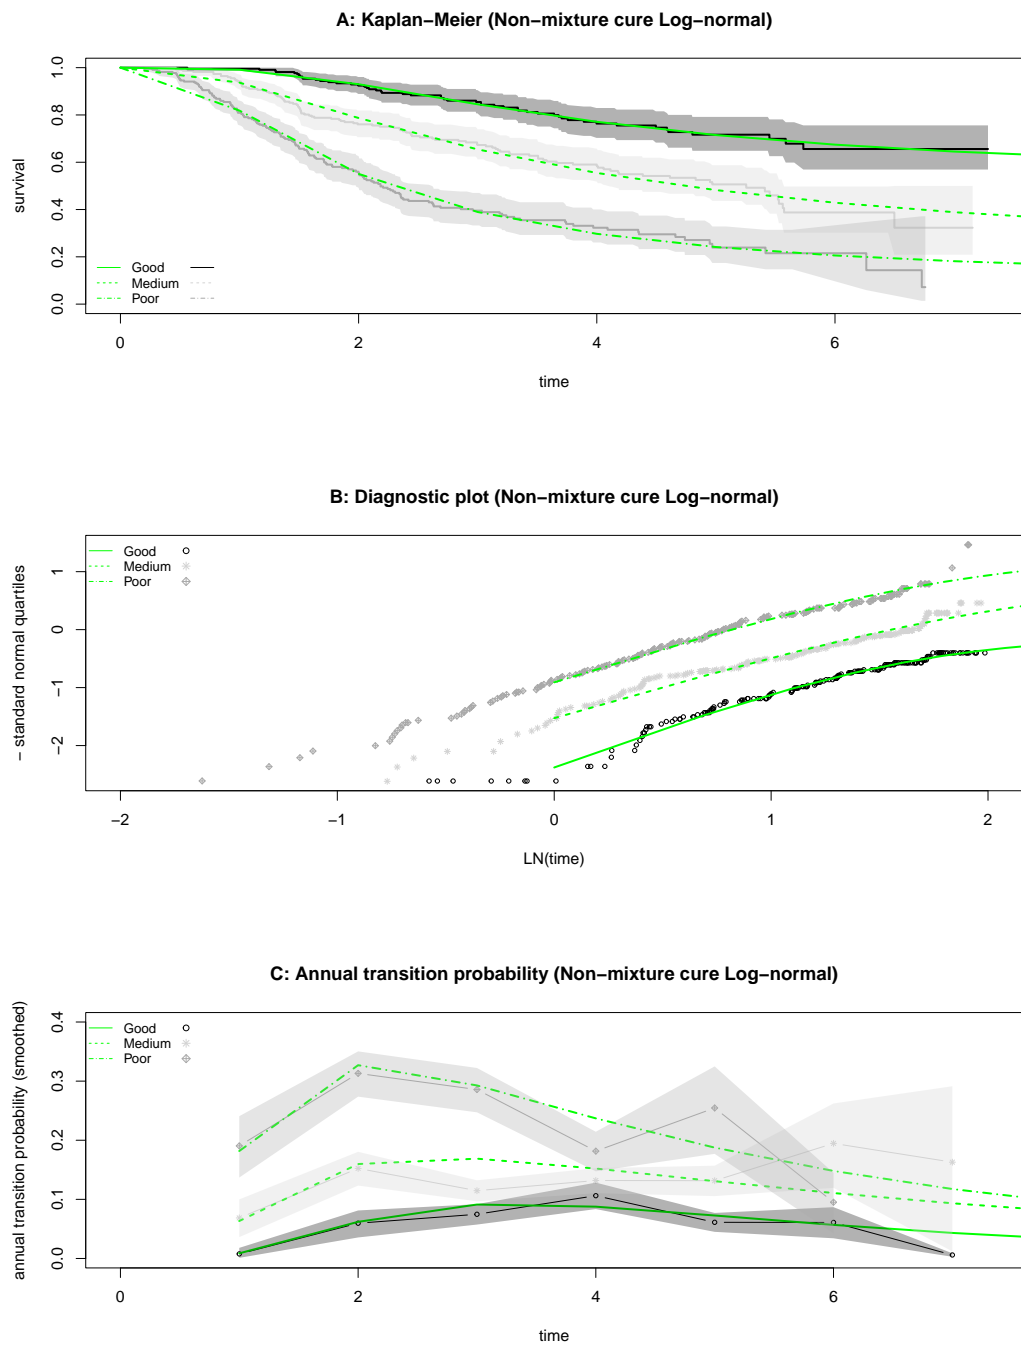 A: Kaplan−Meier (Non−mixture cure Log−normal)
survival
1.0
0.8
0.6
0.4
0.2
0.0
Good
Medium
Poor
0 2 4 6
time
B: Diagnostic plot (Non−mixture cure Log−normal)
− standard normal quartiles
1
0
−1
−2
Good
Medium
Poor
−2 −1 0 1 2
LN(time)
C: Annual transition probability (Non−mixture cure Log−normal)
annual transition probability (smoothed)
0.4
0.3
0.2
0.1
0.0
Good
Medium
Poor
0 2 4 6
time